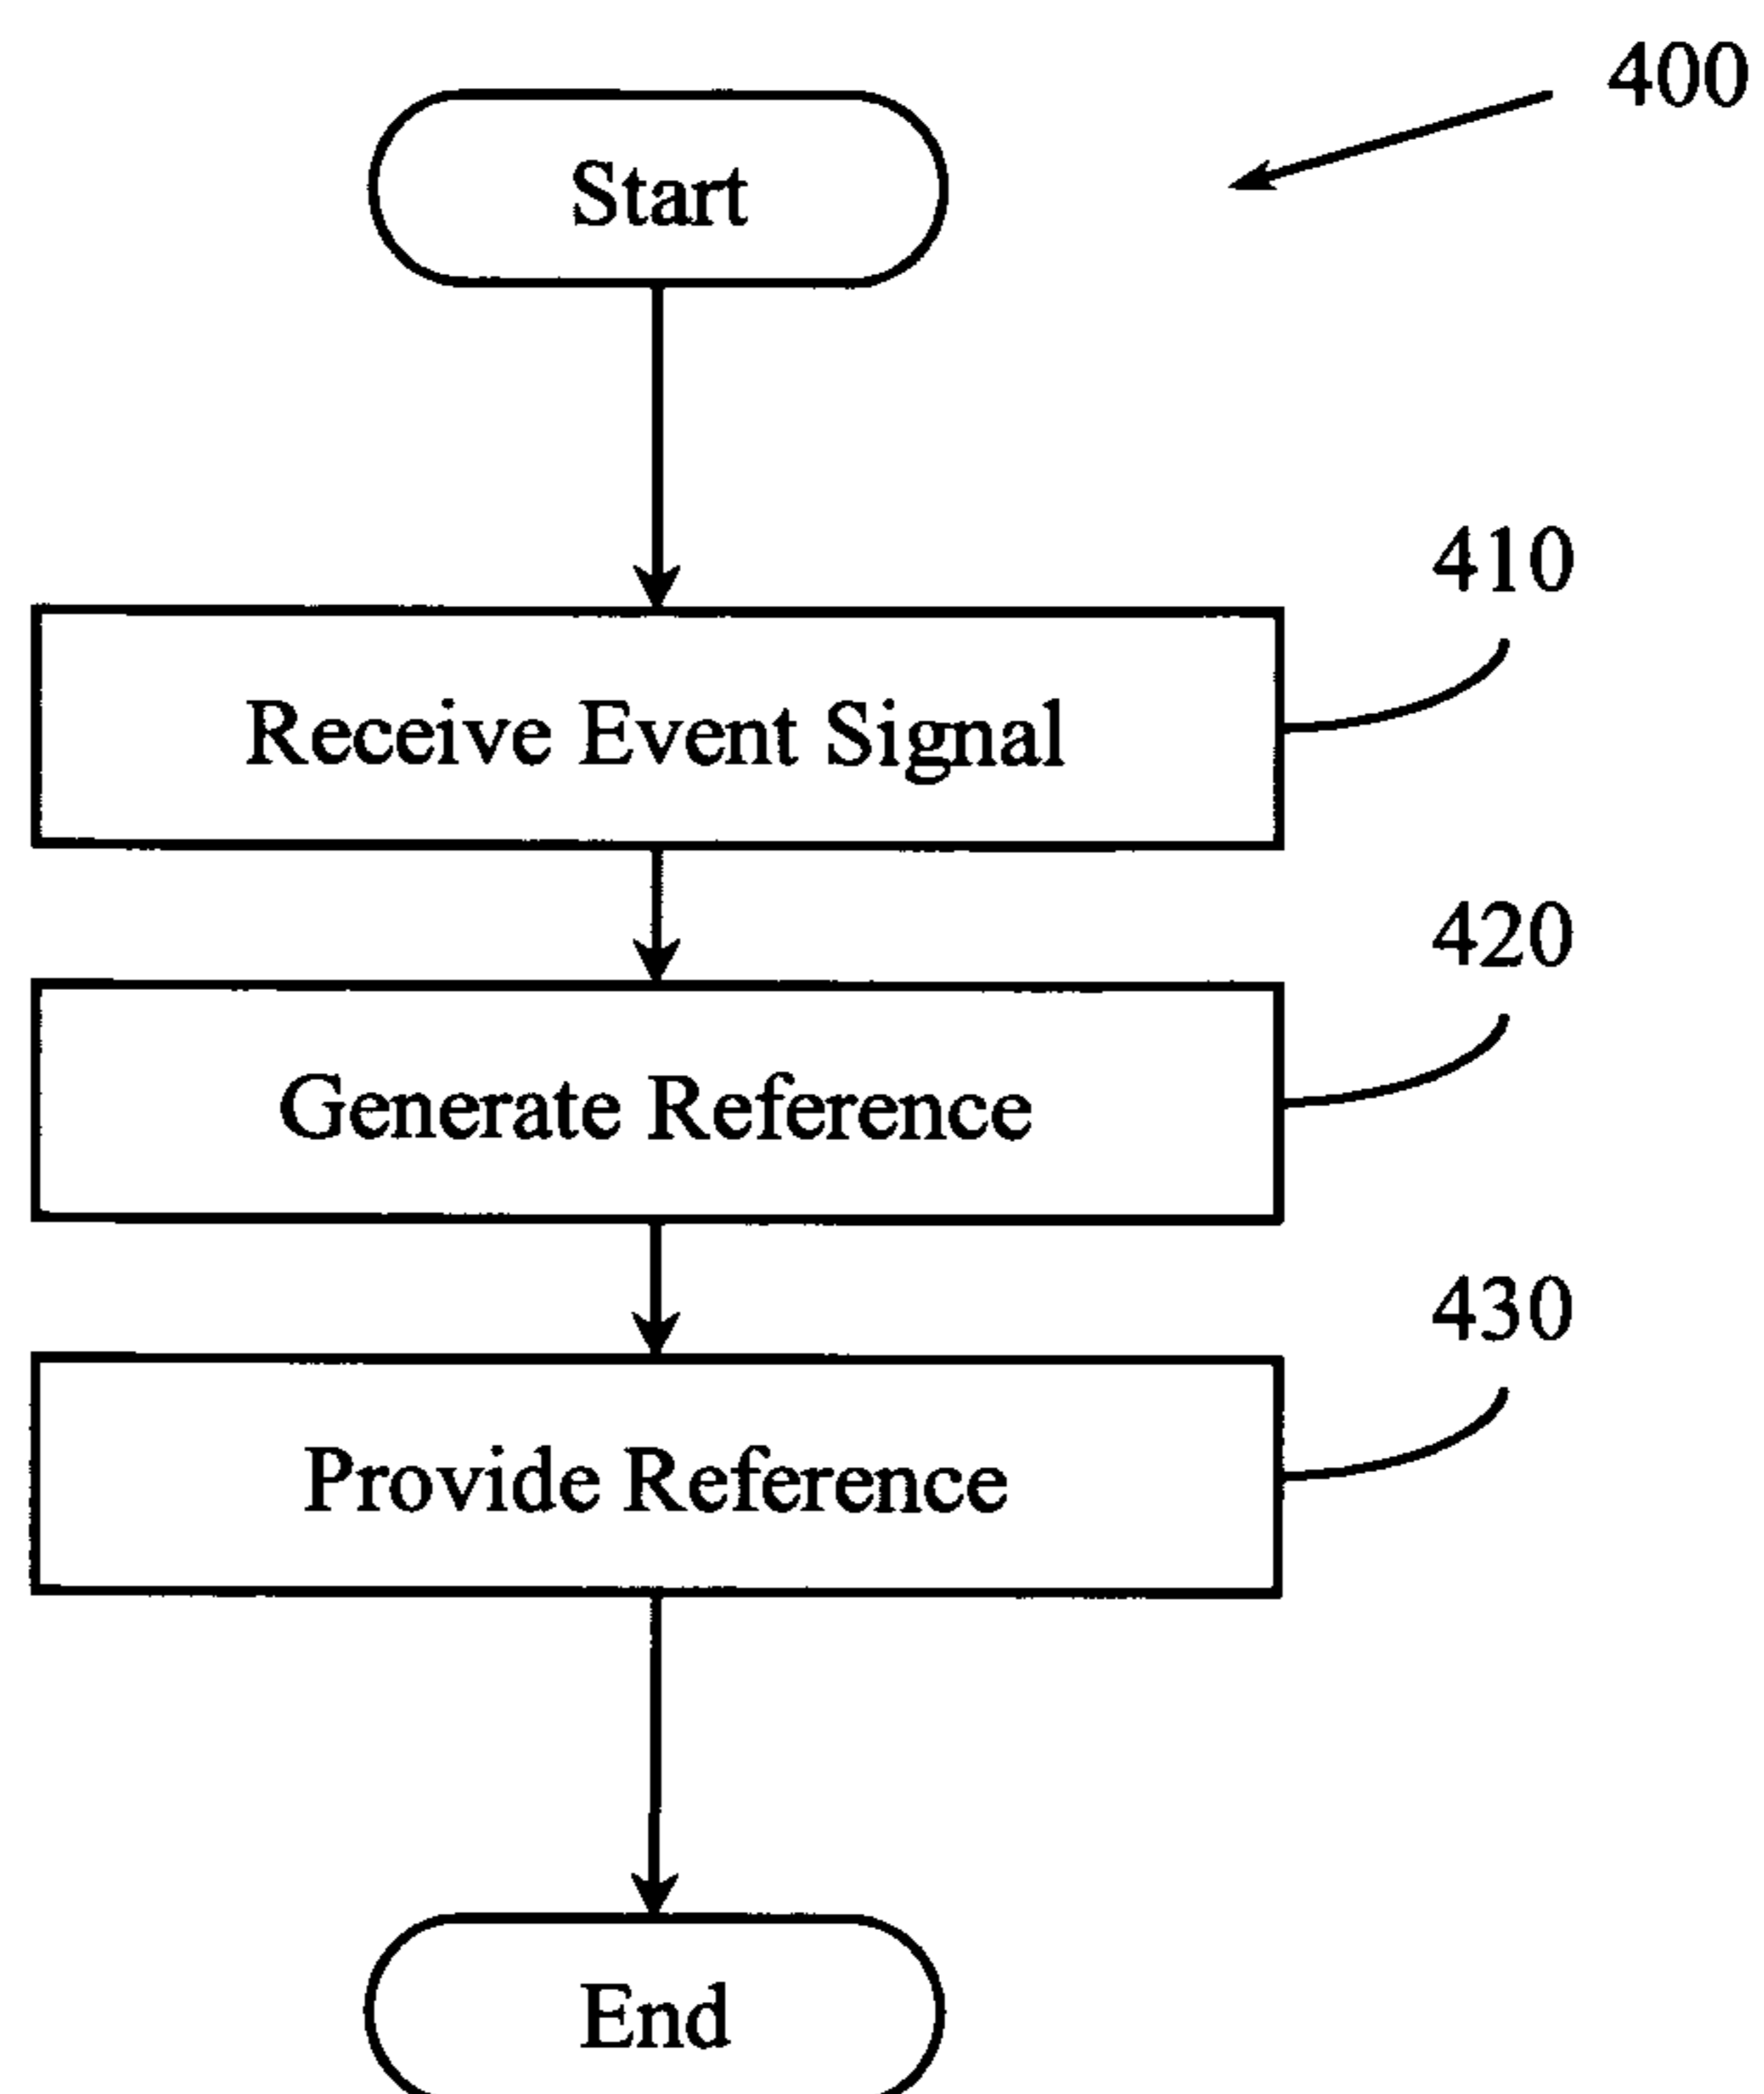 400
Start
410
Receive Event Signal
420
Generate Reference
430
Provide Reference
End